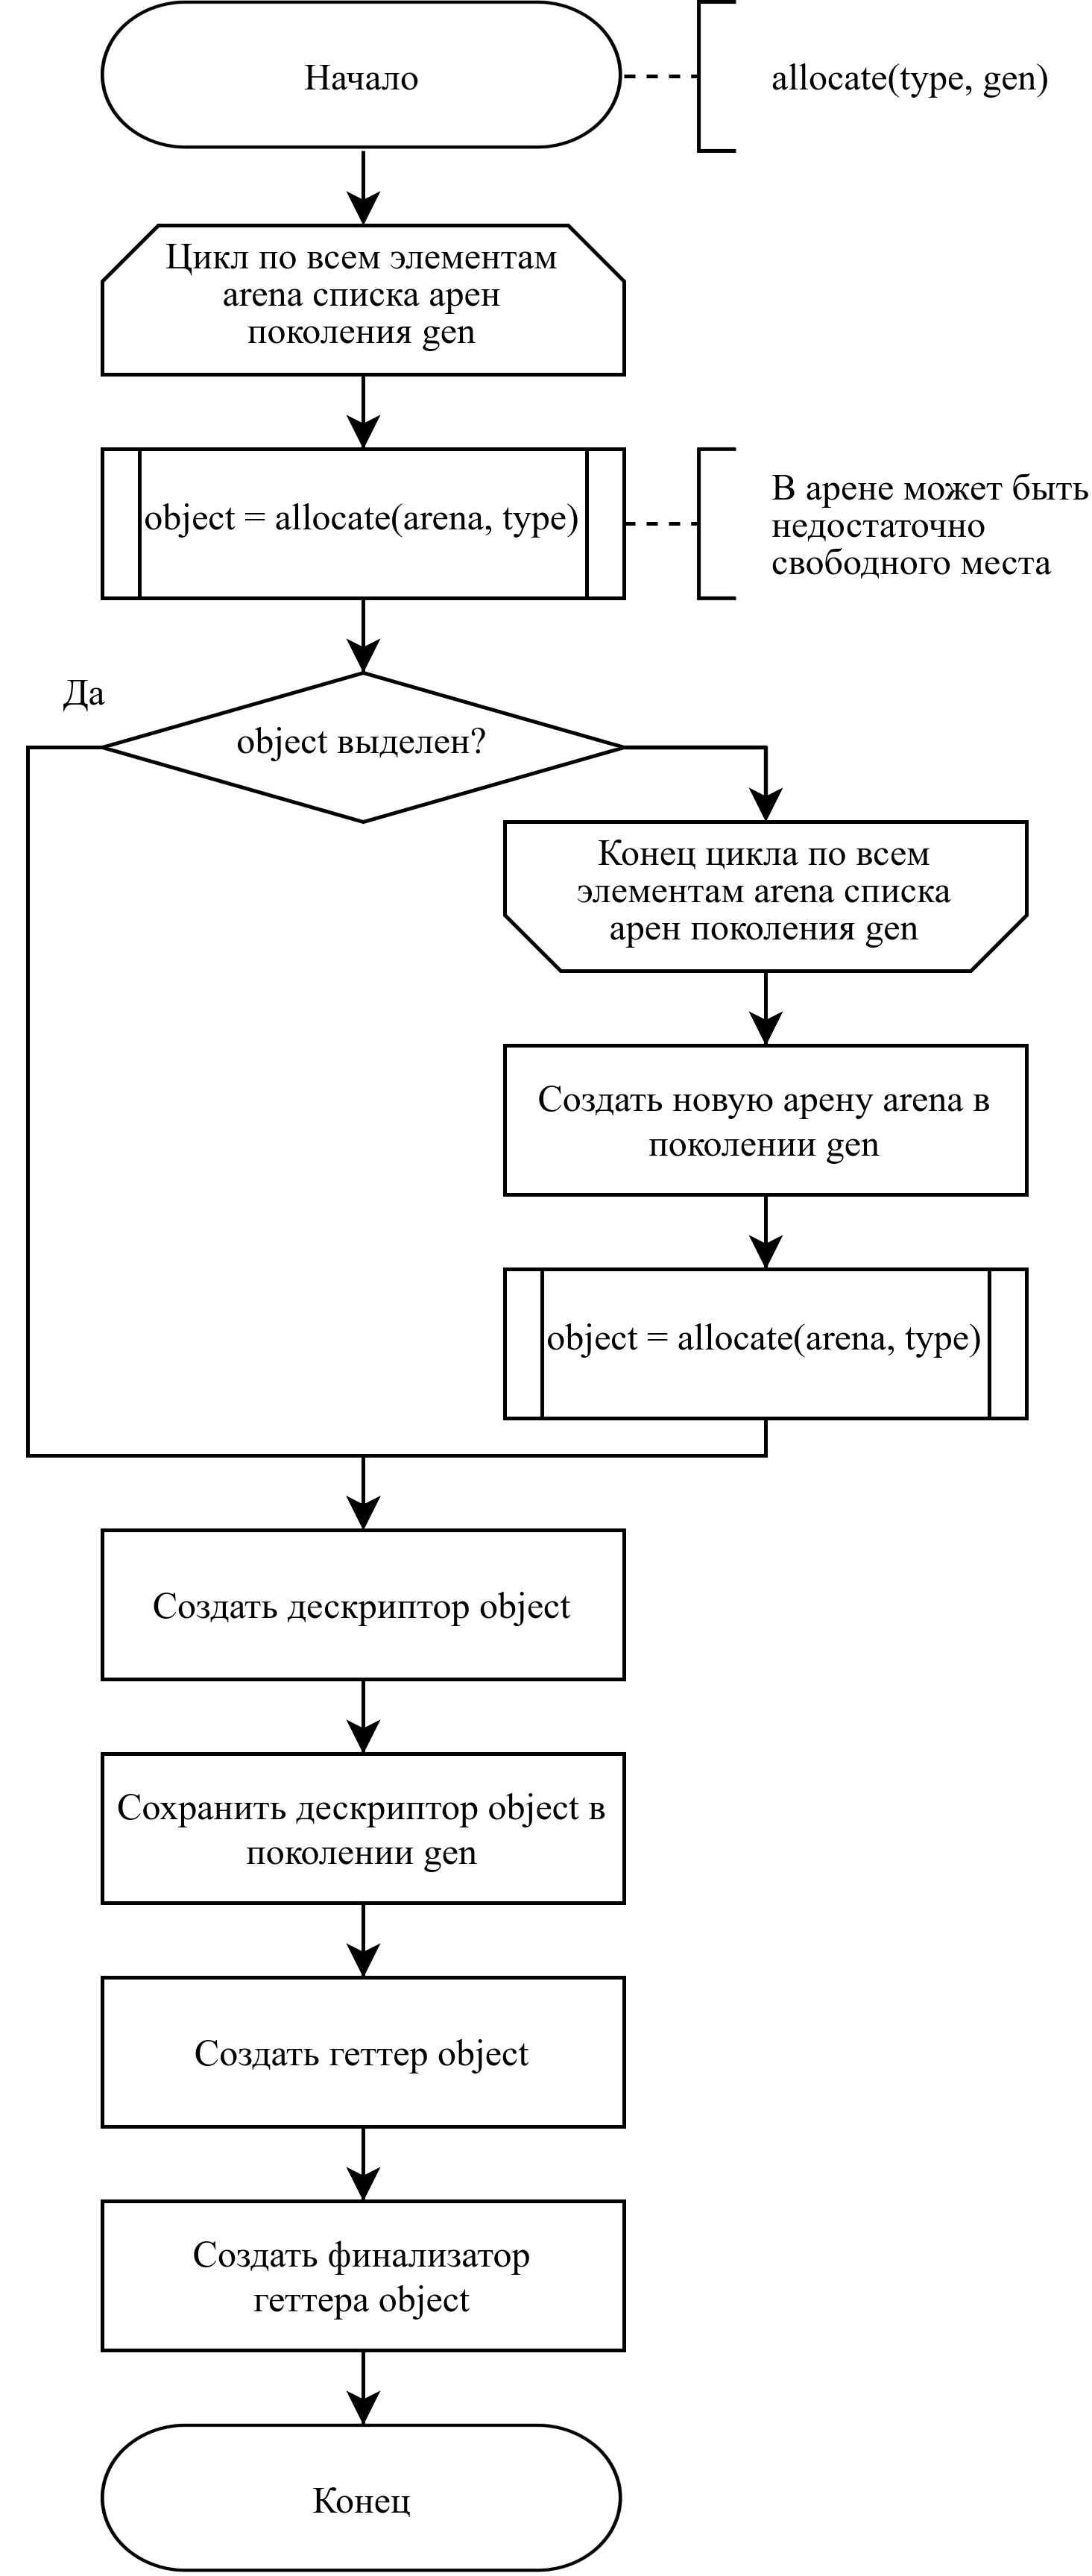 Начало
allocate(type, gen)
Цикл по всем элементам
arena списка арен
поколения gen
object = allocate(arena, type)
В арене может быть
недостаточно
свободного места
Да
object выделен?
Конец цикла по всем
элементам arena списка
арен поколения gen
Создать новую арену arena в
поколении gen
object = allocate(arena, type)
Создать дескриптор object
Сохранить дескриптор object в
поколении gen
Создать геттер object
Создать финализатор
геттера object
Конец